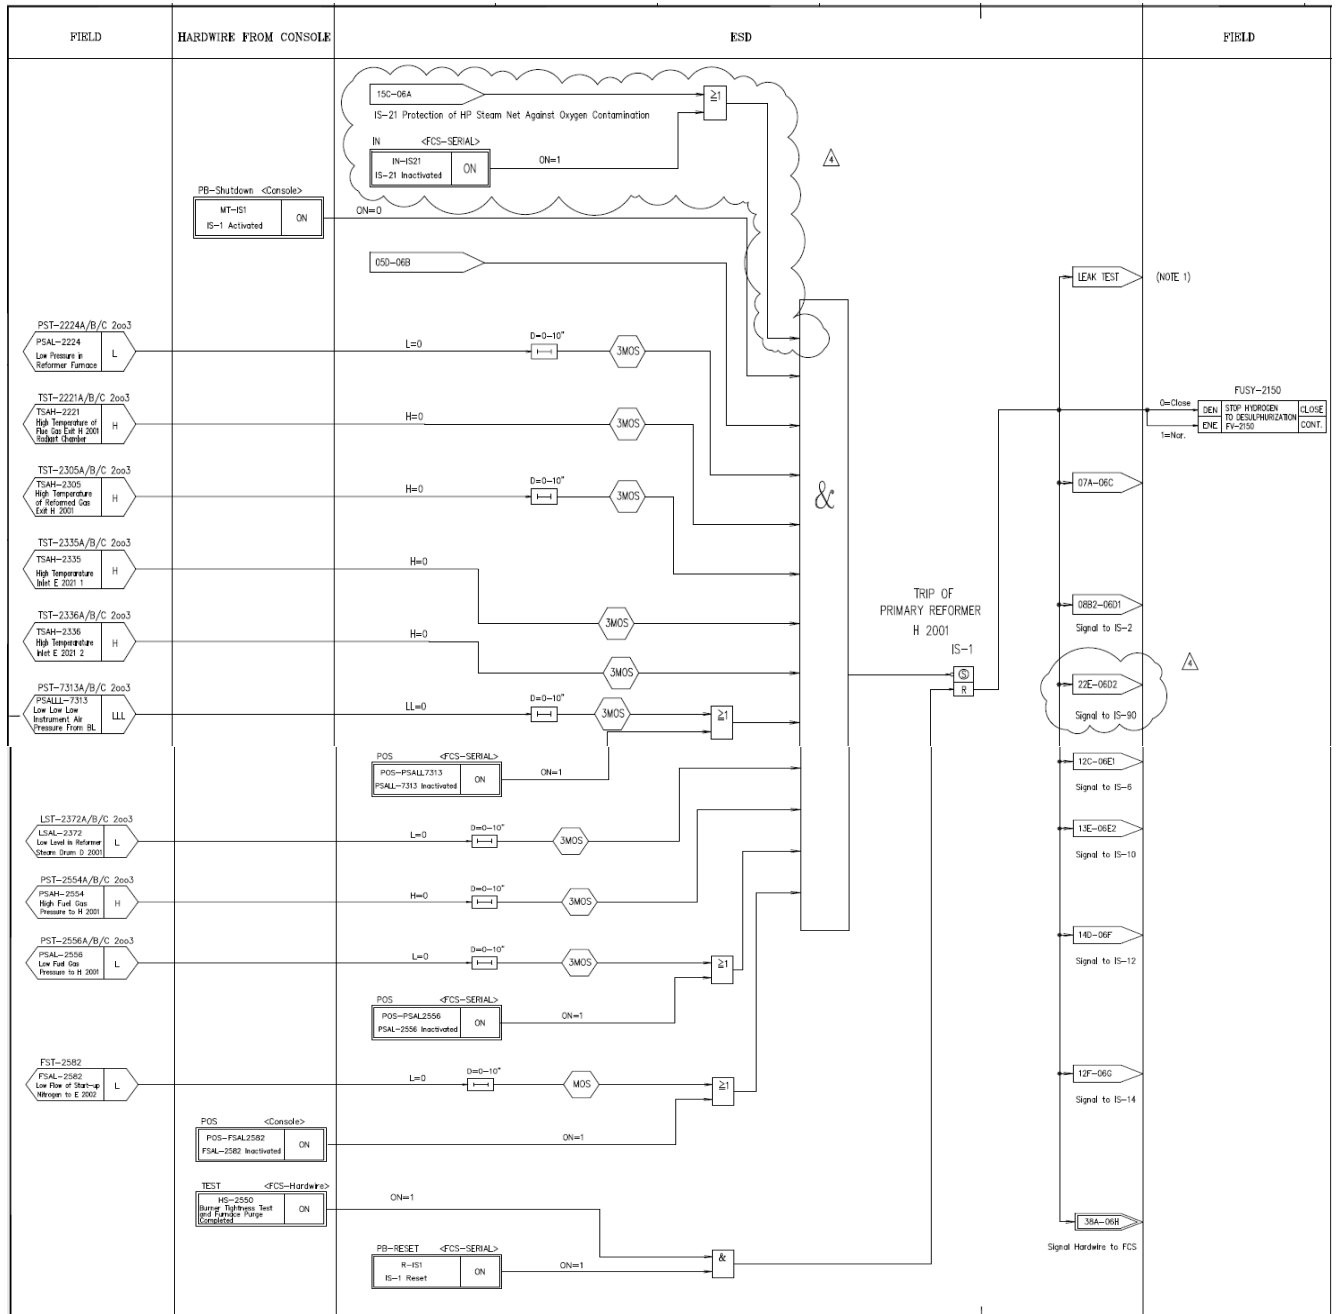 FIELD
HARDWIRE FROM CONSOLE
ESD
FIELD
15C-06A
≧1
IS-21 Protection of HP Steam Net Against Oxygen Contamination
IN <FCS-SERIAL>
IN-IS21
IS-21 Inactivated
ON
ON=1
4
PB-Shutdown <Console>
MT-IS1
IS-1 Activated
ON
ON=0
05D-06B
LEAK TEST
(NOTE 1)
PST-2224A/B/C 2oo3
PSAL-2224
Low Pressure in
Reformer Furnace
L
L=0
D=0-10"
3MOS
FUSY-2150
0=Close
DEN
ENE
STOP HYDROGEN
TO DESULPHURIZATION
FV-2150
CLOSE
CONT.
1=Nor.
TST-2221A/B/C 2oo3
TSAH-2221
High Temperature of
Flue Gas Exit H 2001
Radiant Chamber
H
H=0
3MOS
TST-2305A/B/C 2oo3
TSAH-2305
High Temperature
of Reformed Gas
Exit H 2001
H
H=0
D=0-10"
3MOS
&
07A-06C
TST-2335A/B/C 2oo3
TSAH-2335
High Temperature
Inlet E 2021 1
H
H=0
3MOS
TRIP OF
PRIMARY REFORMER
H 2001
IS-1
S
R
08B2-06D1
Signal to IS-2
TST-2336A/B/C 2oo3
TSAH-2336
High Temperature
Inlet E 2021 2
H
H=0
3MOS
4
22E-06D2
Signal to IS-90
PST-7313A/B/C 2oo3
PSALLL-7313
Low Low Low
Instrument Air
Pressure From BL
LLL
LL=0
D=0-10"
3MOS
≧1
POS <FCS-SERIAL>
POS-PSALL7313
PSALL-7313 Inactivated
ON
ON=1
12C-06E1
Signal to IS-6
LST-2372A/B/C 2oo3
LSAL-2372
Low Level in Reformer
Steam Drum D 2001
L
L=0
D=0-10"
3MOS
13E-06E2
Signal to IS-10
PST-2554A/B/C 2oo3
PSAH-2554
High Fuel Gas
Pressure to H 2001
H
H=0
D=0-10"
3MOS
PST-2556A/B/C 2oo3
PSAL-2556
Low Fuel Gas
Pressure to H 2001
L
L=0
D=0-10"
3MOS
≧1
14D-06F
Signal to IS-12
POS <FCS-SERIAL>
POS-PSAL2556
PSAL-2556 Inactivated
ON
ON=1
FST-2582
FSAL-2582
Low Flow of Start-up
Nitrogen to E 2002
L
L=0
D=0-10"
MOS
≧1
12F-06G
Signal to IS-14
POS <Console>
POS-FSAL2582
FSAL-2582 Inactivated
ON
ON=1
TEST <FCS-Hardwire>
HS-2550
Burner Tightness Test
and Furnace Purge
Completed
ON
ON=1
38A-06H
Signal Hardwire to FCS
PB-RESET <FCS-SERIAL>
R-IS1
IS-1 Reset
ON
ON=1
&